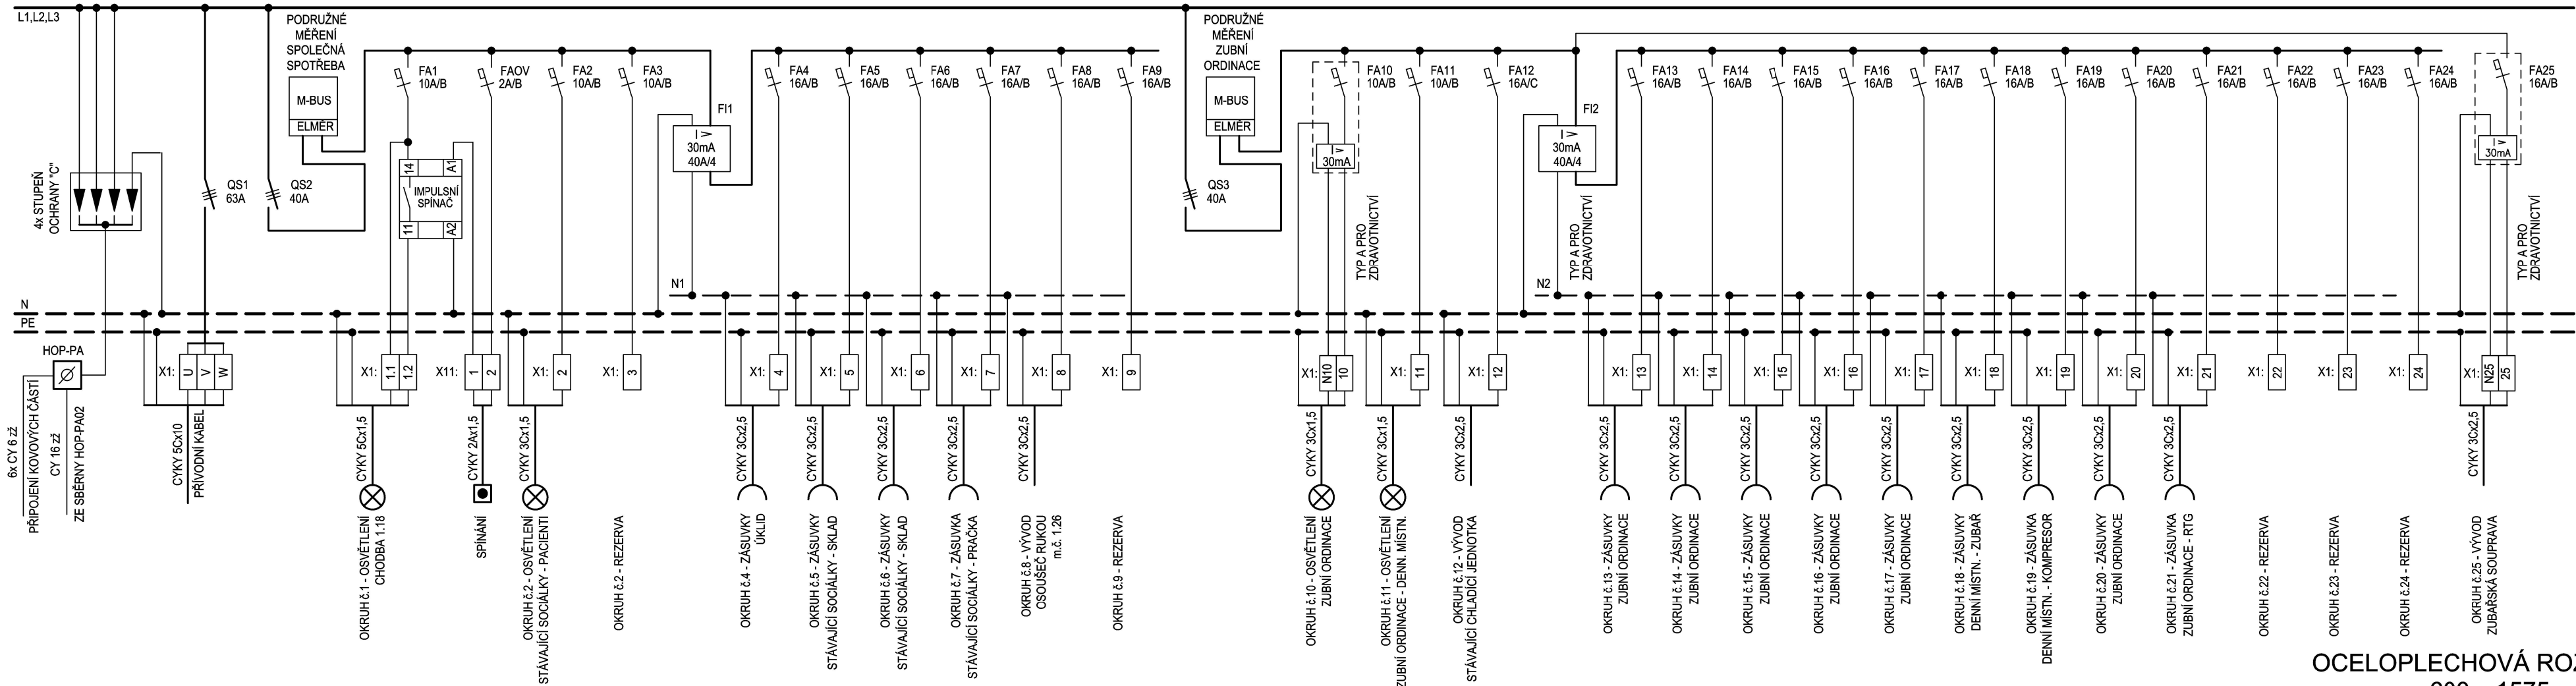 L1,L2,L3
4x STUPEŇ
OCHRANY "C"
QS1
63A
QS2
40A
PODRUŽNÉ
MĚŘENÍ
SPOLEČNÁ
SPOTŘEBA
M-BUS
ELMĚR
FA1
10A/B
14
A1
IMPULSNÍ
SPÍNAČ
11
A2
FAOV
2A/B
FA2
10A/B
FA3
10A/B
FI1
I >
30mA
40A/4
FA4
16A/B
FA5
16A/B
FA6
16A/B
FA7
16A/B
FA8
16A/B
FA9
16A/B
PODRUŽNÉ
MĚŘENÍ
ZUBNÍ
ORDINACE
M-BUS
ELMĚR
QS3
40A
FA10
10A/B
I >
30mA
TYP A PRO
ZDRAVOTNICTVÍ
FA11
10A/B
FA12
16A/C
FI2
I >
30mA
40A/4
TYP A PRO
ZDRAVOTNICTVÍ
FA13
16A/B
FA14
16A/B
FA15
16A/B
FA16
16A/B
FA17
16A/B
FA18
16A/B
FA19
16A/B
FA20
16A/B
FA21
16A/B
FA22
16A/B
FA23
16A/B
FA24
16A/B
FA25
16A/B
I >
30mA
TYP A PRO
ZDRAVOTNICTVÍ
N
PE
N1
N2
HOP-PA
6x CY 6 zž
PŘIPOJENÍ KOVOVÝCH ČÁSTÍ
CY 16 zž
ZE SBĚRNY HOP-PA02
X1: U V W
CYKY 5Cx10
PŘÍVODNÍ KABEL
X1: 1.1 1.2
CYKY 5Cx1,5
OKRUH č.1 - OSVĚTLENÍ
CHODBA 1.18
X11: 1 2
CYKY 2Ax1,5
SPÍNÁNÍ
X1: 2
CYKY 3Cx1,5
OKRUH č.2 - OSVĚTLENÍ
STÁVAJÍCÍ SOCIÁLKY - PACIENTI
X1: 3
OKRUH č.2 - REZERVA
X1: 4
CYKY 3Cx2,5
OKRUH č.4 - ZÁSUVKY
ÚKLID
X1: 5
CYKY 3Cx2,5
OKRUH č.5 - ZÁSUVKY
STÁVAJÍCÍ SOCIÁLKY - SKLAD
X1: 6
CYKY 3Cx2,5
OKRUH č.6 - ZÁSUVKY
STÁVAJÍCÍ SOCIÁLKY - SKLAD
X1: 7
CYKY 3Cx2,5
OKRUH č.7 - ZÁSUVKA
STÁVAJÍCÍ SOCIÁLKY - PRAČKA
X1: 8
CYKY 3Cx2,5
OKRUH č.8 - VÝVOD
OSOUŠEČ RUKOU
m.č. 1.26
X1: 9
OKRUH č.9 - REZERVA
X1: N10 10
CYKY 3Cx1,5
OKRUH č.10 - OSVĚTLENÍ
ZUBNÍ ORDINACE
X1: 11
CYKY 3Cx1,5
OKRUH č.11 - OSVĚTLENÍ
ZUBNÍ ORDINACE - DENN. MÍSTN.
X1: 12
CYKY 3Cx2,5
OKRUH č.12 - VÝVOD
STÁVAJÍCÍ CHLADÍCÍ JEDNOTKA
X1: 13
CYKY 3Cx2,5
OKRUH č.13 - ZÁSUVKY
ZUBNÍ ORDINACE
X1: 14
CYKY 3Cx2,5
OKRUH č.14 - ZÁSUVKY
ZUBNÍ ORDINACE
X1: 15
CYKY 3Cx2,5
OKRUH č.15 - ZÁSUVKY
ZUBNÍ ORDINACE
X1: 16
CYKY 3Cx2,5
OKRUH č.16 - ZÁSUVKY
ZUBNÍ ORDINACE
X1: 17
CYKY 3Cx2,5
OKRUH č.17 - ZÁSUVKY
ZUBNÍ ORDINACE
X1: 18
CYKY 3Cx2,5
OKRUH č.18 - ZÁSUVKY
DENNÍ MÍSTN. - ZUBAŘ
X1: 19
CYKY 3Cx2,5
OKRUH č.19 - ZÁSUVKA
DENNÍ MÍSTN. - KOMPRESOR
X1: 20
CYKY 3Cx2,5
OKRUH č.20 - ZÁSUVKY
ZUBNÍ ORDINACE
X1: 21
CYKY 3Cx2,5
OKRUH č.21 - ZÁSUVKA
ZUBNÍ ORDINACE - RTG
X1: 22
OKRUH č.22 - REZERVA
X1: 23
OKRUH č.23 - REZERVA
X1: 24
OKRUH č.24 - REZERVA
X1: N25 25
CYKY 3Cx2,5
OKRUH č.25 - VÝVOD
ZUBAŘSKÁ SOUPRAVA
OCELOPLECHOVÁ